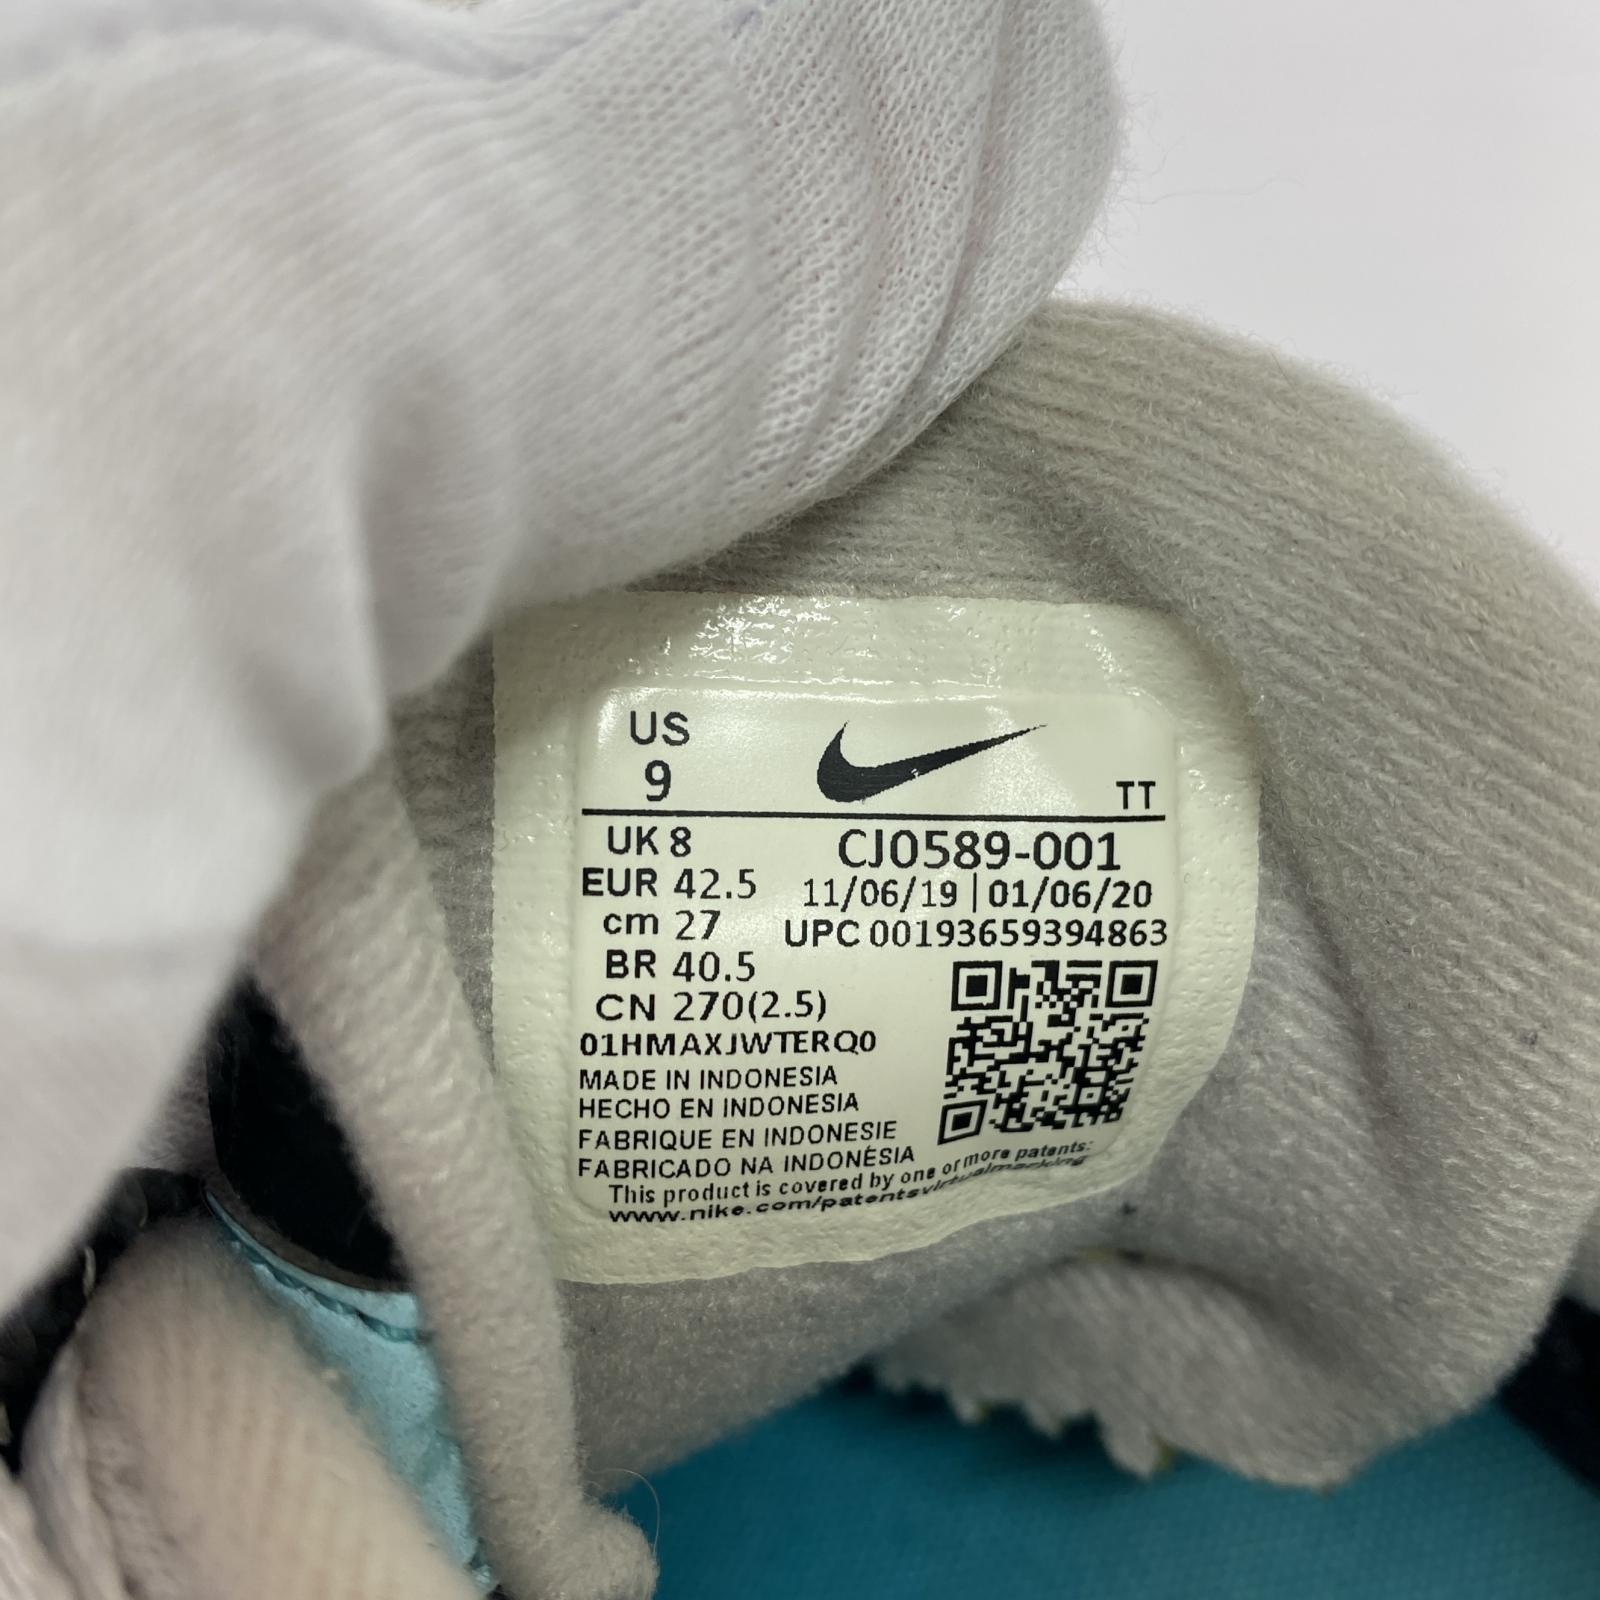 US
9
TT
UK 8
EUR 42.5
cm 27
BR 40.5
CN 270(2.5)
CJ0589-001
11/06/19 | 01/06/20
UPC 00193659394863
01HMAXJWTERQ0
MADE IN INDONESIA
HECHO EN INDONESIA
FABRIQUE EN INDONESIE
FABRICADO NA INDONÉSIA
This product is covered by one or more patents:
www.nike.com/patentsvirtualmarking